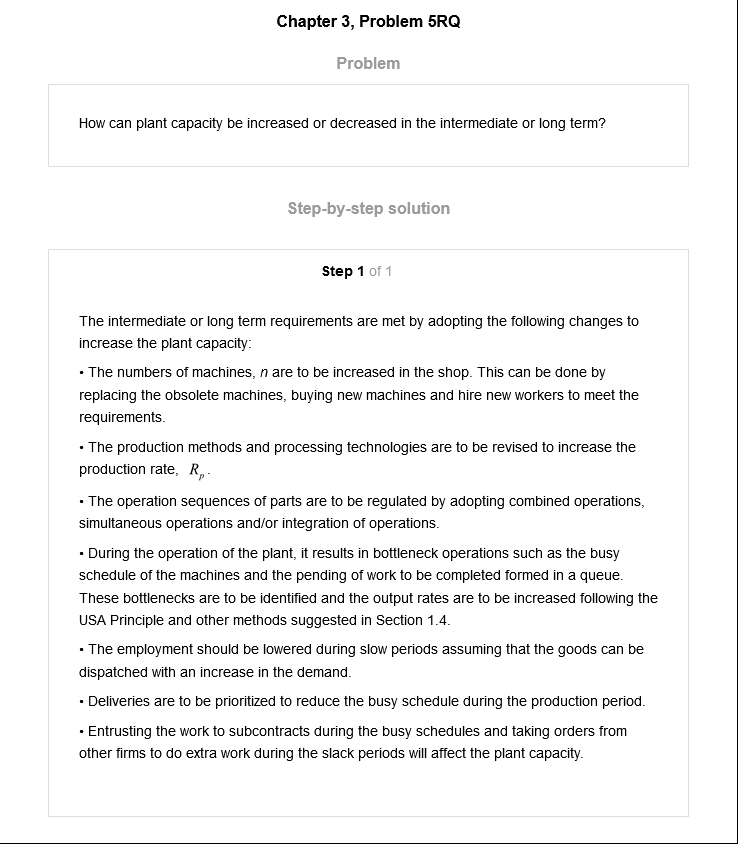 Chapter 3, Problem 5RQ
Problem
How can plant capacity be increased or decreased in the intermediate or long term?
Step-by-step solution
Step 1 of 1
The intermediate or long term requirements are met by adopting the following changes to
increase the plant capacity:
• The numbers of machines, n are to be increased in the shop. This can be done by
replacing the obsolete machines, buying new machines and hire new workers to meet the
requirements.
• The production methods and processing technologies are to be revised to increase the
production rate, Rp.
• The operation sequences of parts are to be regulated by adopting combined operations,
simultaneous operations and/or integration of operations.
• During the operation of the plant, it results in bottleneck operations such as the busy
schedule of the machines and the pending of work to be completed formed in a queue.
These bottlenecks are to be identified and the output rates are to be increased following the
USA Principle and other methods suggested in Section 1.4.
• The employment should be lowered during slow periods assuming that the goods can be
dispatched with an increase in the demand.
• Deliveries are to be prioritized to reduce the busy schedule during the production period.
• Entrusting the work to subcontracts during the busy schedules and taking orders from
other firms to do extra work during the slack periods will affect the plant capacity.